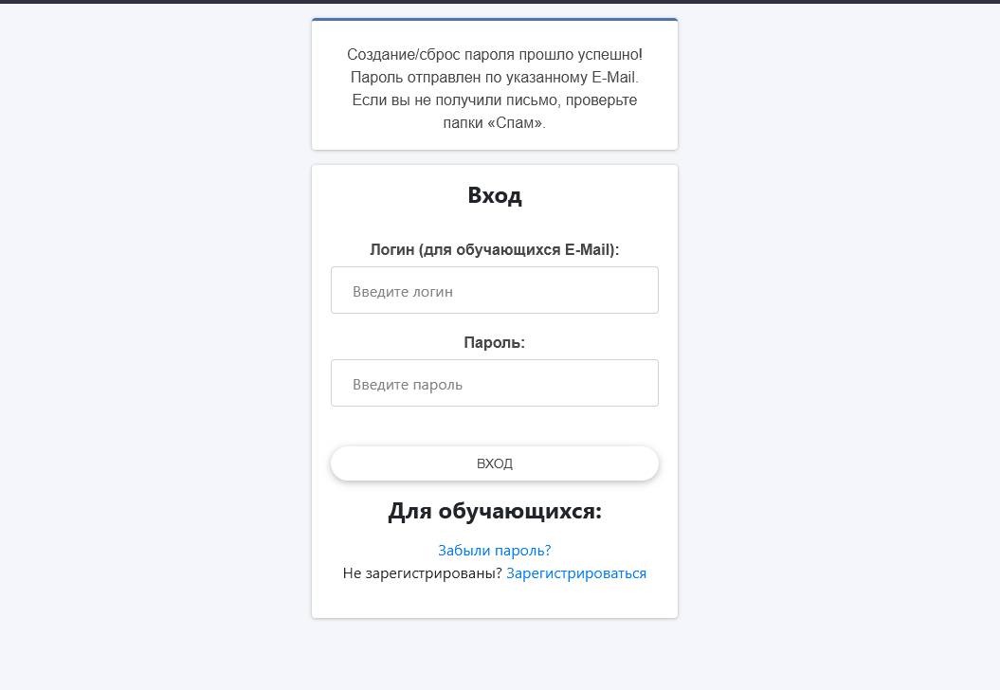 Создание/сброс пароля прошло успешно!
Пароль отправлен по указанному E-Mail.
Если вы не получили письмо, проверьте
папки «Спам».
Вход
Логин (для обучающихся E-Mail):
Введите логин
Пароль:
Введите пароль
ВХОД
Для обучающихся:
Забыли пароль?
Не зарегистрированы? Зарегистрироваться